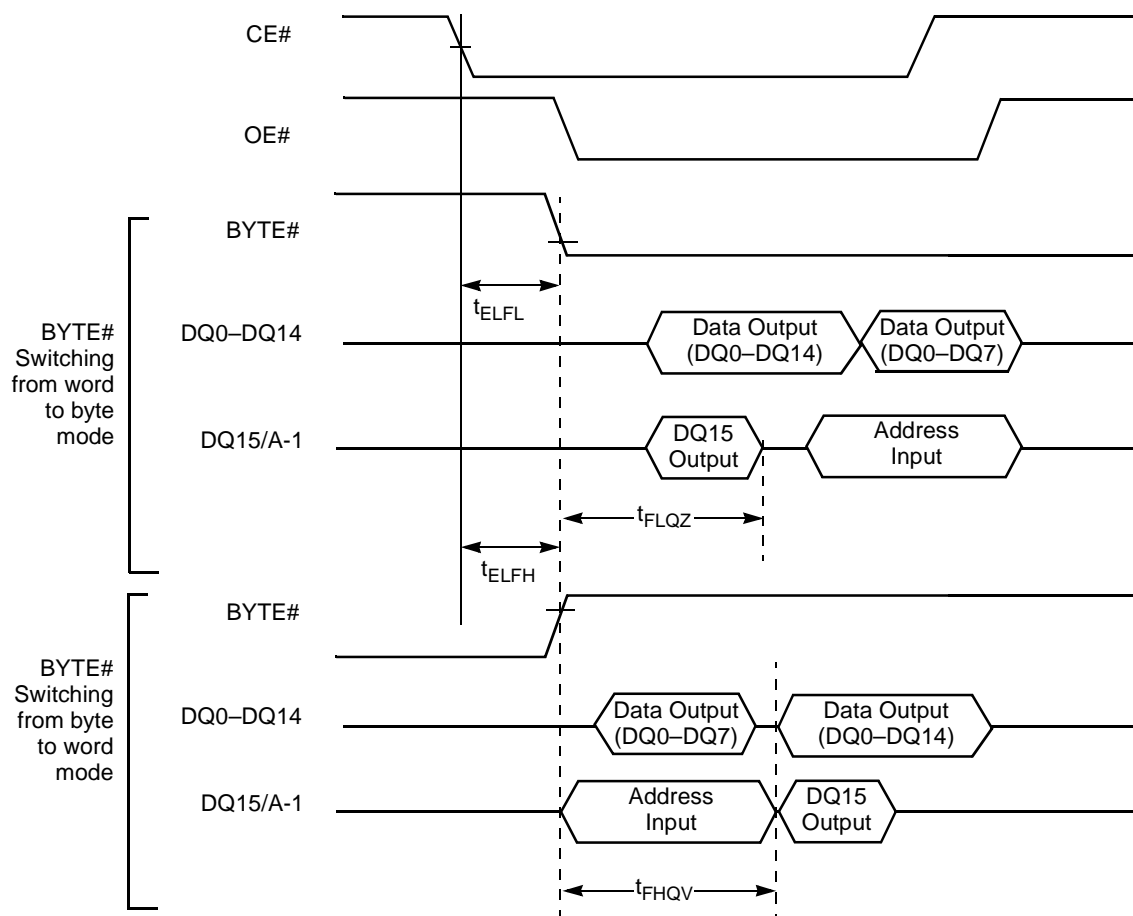 CE#
OE#
BYTE#
tELFL
BYTE#
Switching
from word
to byte
mode
DQ0–DQ14
Data Output
(DQ0–DQ14)
Data Output
(DQ0–DQ7)
DQ15/A-1
DQ15
Output
Address
Input
tFLQZ
tELFH
BYTE#
BYTE#
Switching
from byte
to word
mode
DQ0–DQ14
Data Output
(DQ0–DQ7)
Data Output
(DQ0–DQ14)
DQ15/A-1
Address
Input
DQ15
Output
tFHQV